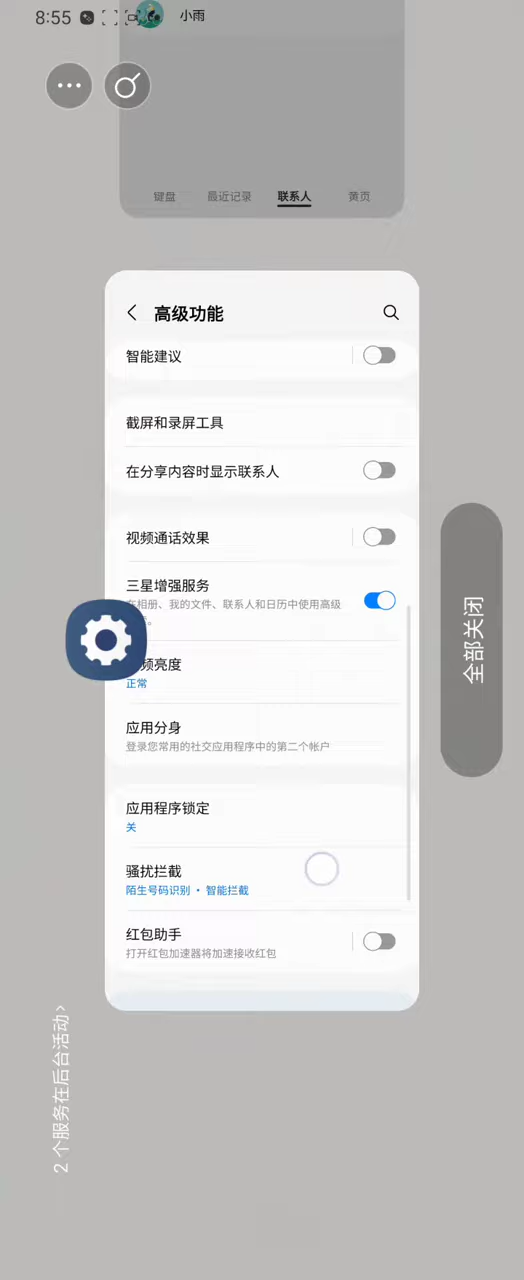 8:55
小雨
键盘 最近记录 联系人 黄页
高级功能
智能建议
截屏和录屏工具
在分享内容时显示联系人
视频通话效果
三星增强服务
在相册、我的文件、联系人和日历中使用高级
。
频亮度
正常
应用分身
登录您常用的社交应用程序中的第二个帐户
应用程序锁定
关
骚扰拦截
陌生号码识别 • 智能拦截
红包助手
打开红包加速器将加速接收红包
全部关闭
2 个服务在后台活动>